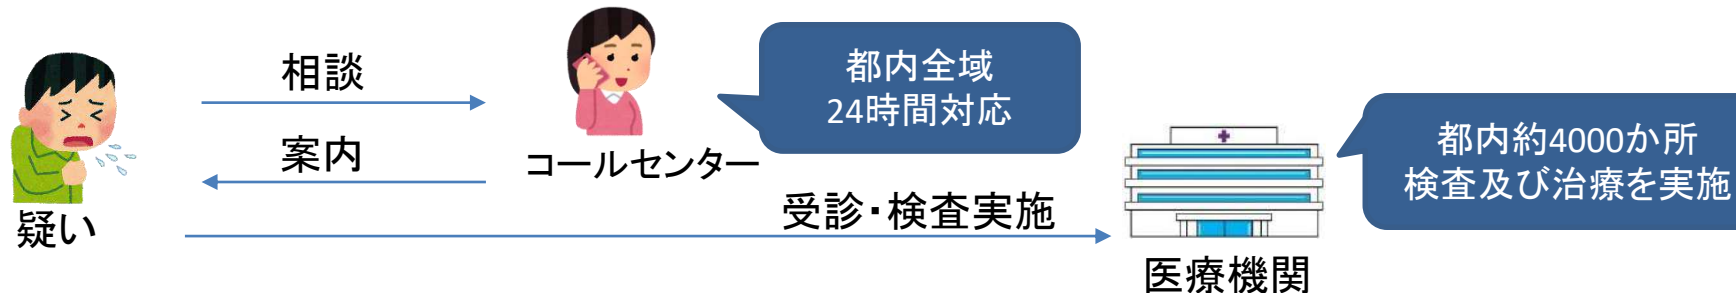 相談
案内
疑い
コールセンター
都内全域
24時間対応
受診・検査実施
医療機関
都内約4000か所
検査及び治療を実施